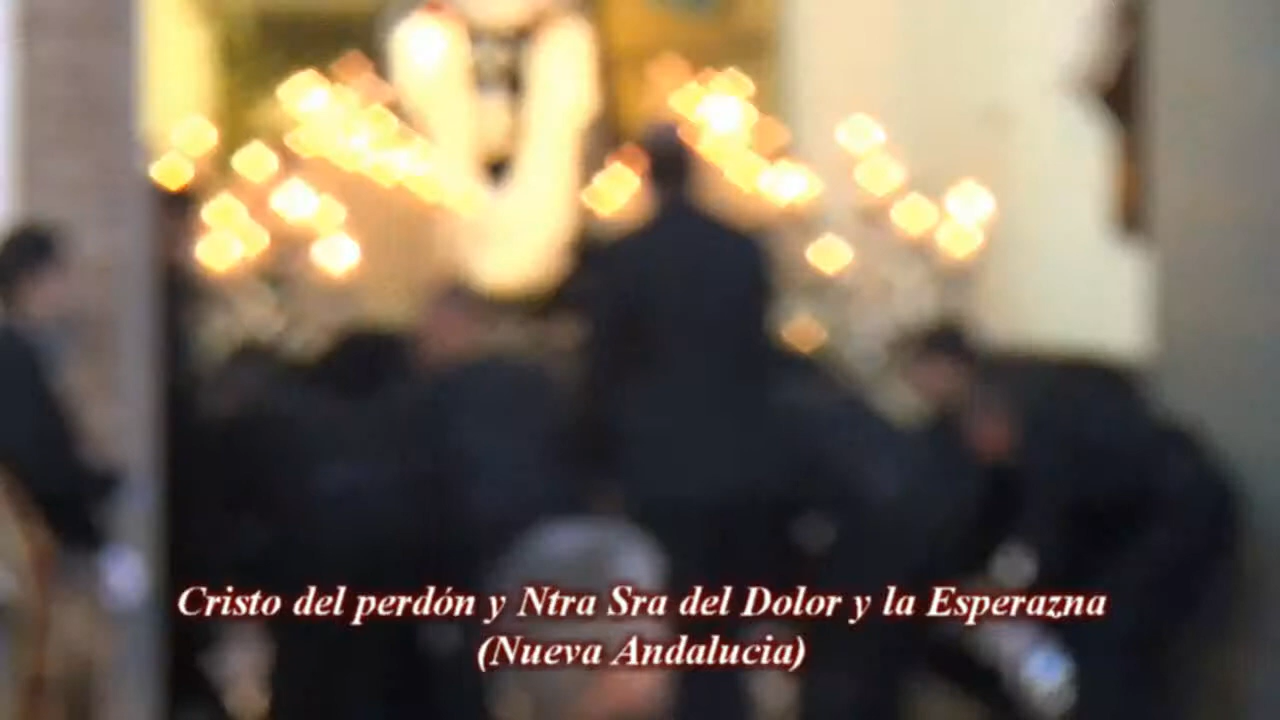 Cristo del perdón y Ntra Sra del Dolor y la Esperazna
(Nueva Andalucia)